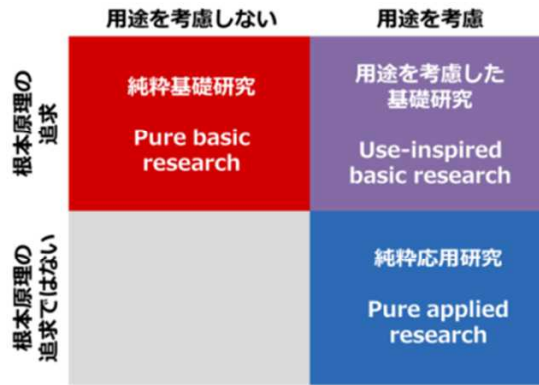 用途を考慮しない
用途を考慮
根本原理の
追求
純粋基礎研究
Pure basic
research
用途を考慮した
基礎研究
Use-inspired
basic research
根本原理の
追求ではない
純粋応用研究
Pure applied
research